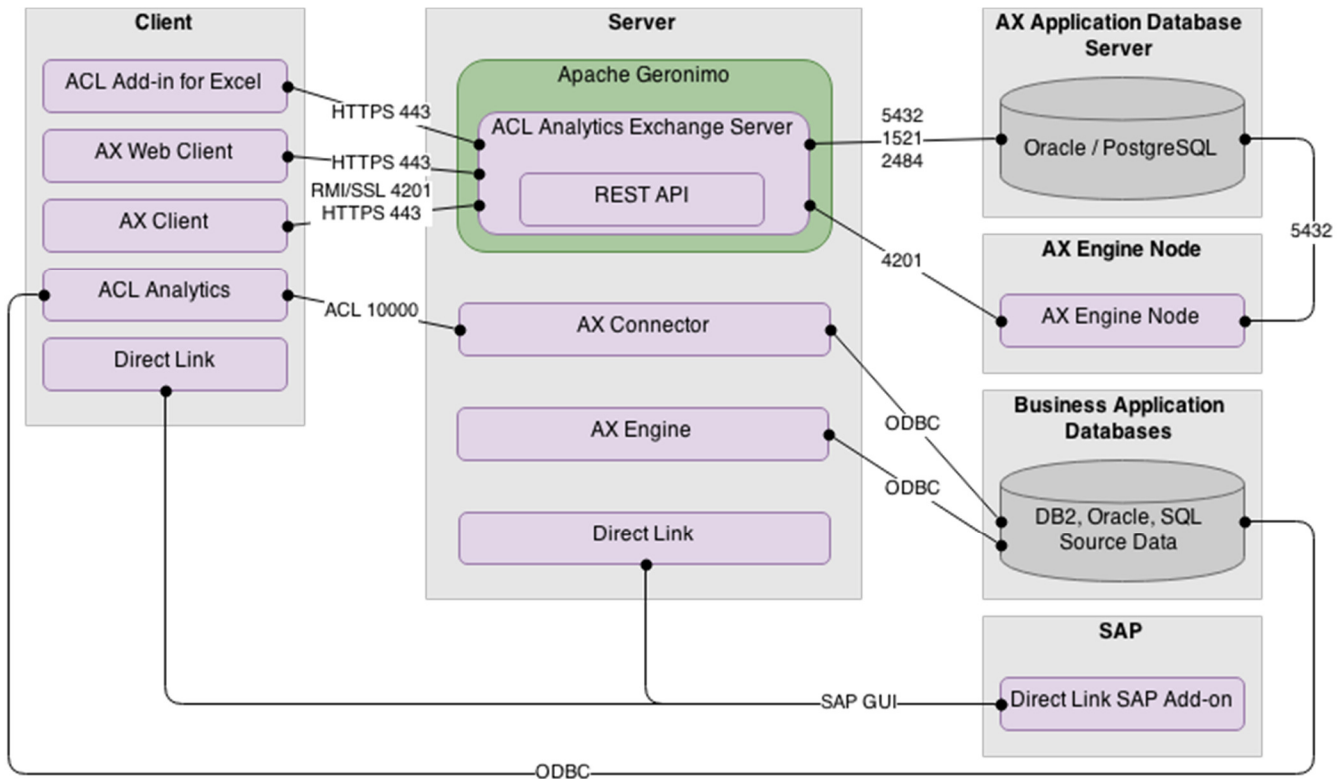 Client
ACL Add-in for Excel
AX Web Client
AX Client
ACL Analytics
Direct Link
HTTPS 443
HTTPS 443
RMI/SSL 4201
HTTPS 443
ACL 10000
Server
Apache Geronimo
ACL Analytics Exchange Server
REST API
AX Connector
AX Engine
Direct Link
5432
1521
2484
4201
ODBC
ODBC
AX Application Database
Server
Oracle / PostgreSQL
5432
AX Engine Node
AX Engine Node
Business Application
Databases
DB2, Oracle, SQL
Source Data
SAP
Direct Link SAP Add-on
SAP GUI
ODBC